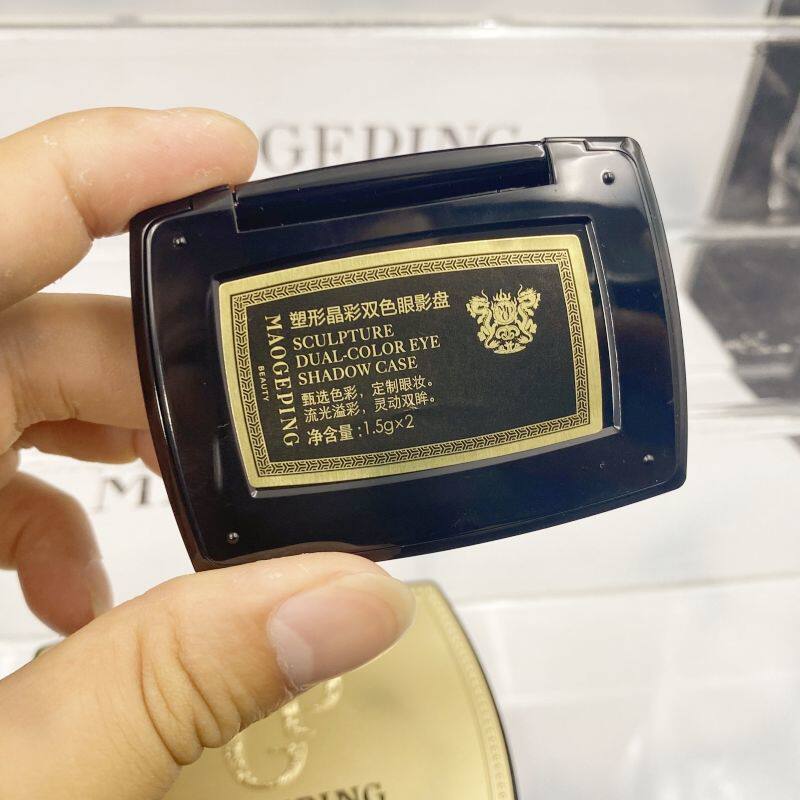 MAOGEPING
BEAUTY
塑形晶彩双色眼影盘
SCULPTURE
DUAL-COLOR EYE
SHADOW CASE
甄选色彩，定制眼妆。
流光溢彩，灵动双眸。
净含量：1.5g×2